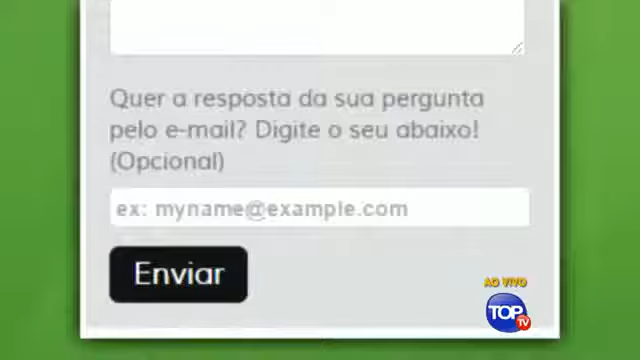 Quer a resposta da sua pergunta
pelo e-mail? Digite o seu abaixo!
(Opcional)
ex: myname@example.com
Enviar
AO VIVO
TOP
TV